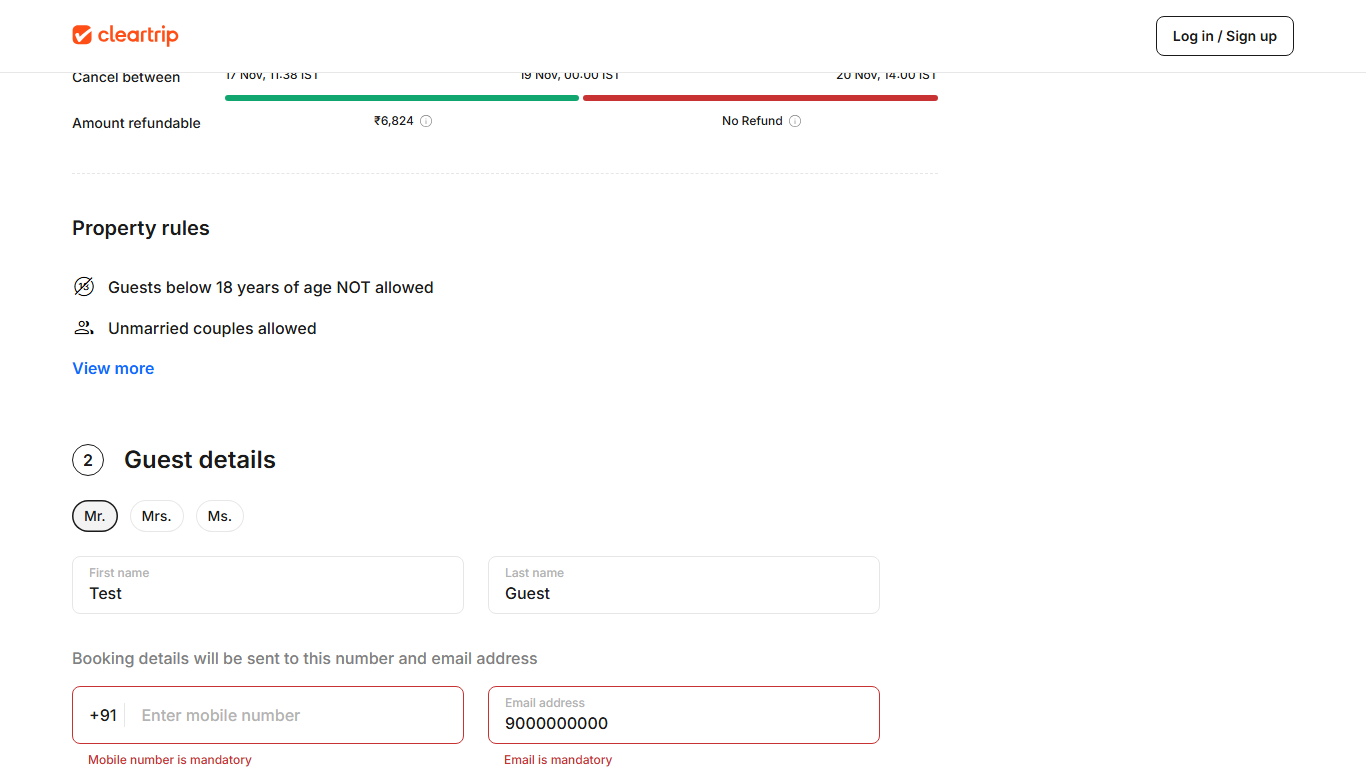 cleartrip
Log in / Sign up
Cancel between
17 Nov, 11:38 IST
19 Nov, 00:00 IST
20 Nov, 14:00 IST
Amount refundable
₹6,824
No Refund
Property rules
18
Guests below 18 years of age NOT allowed
Unmarried couples allowed
View more
2
Guest details
Mr.
Mrs.
Ms.
First name
Test
Last name
Guest
Booking details will be sent to this number and email address
+91
Enter mobile number
Email address
9000000000
Mobile number is mandatory
Email is mandatory